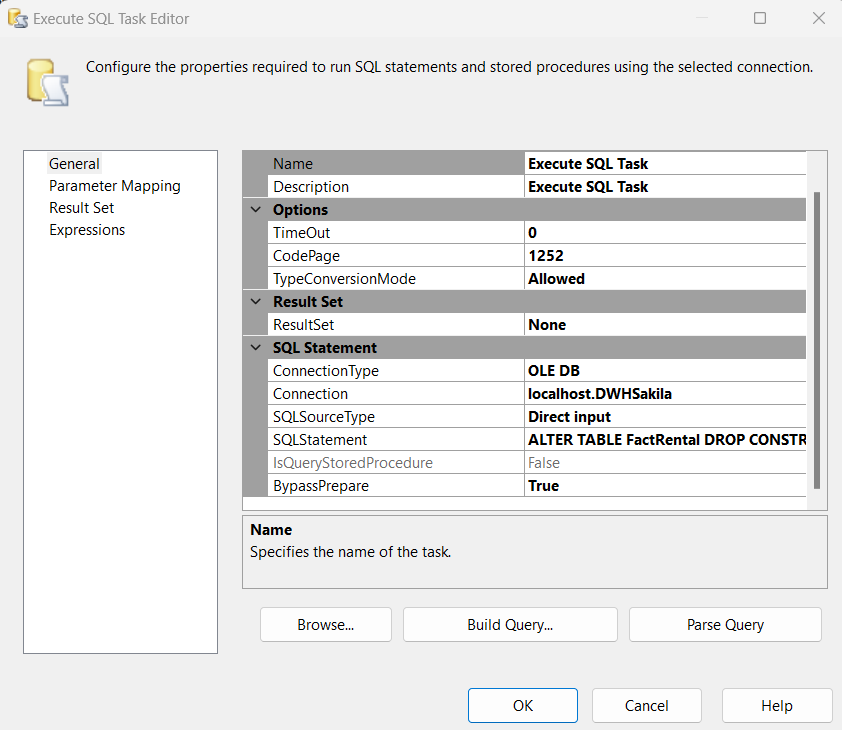 Execute SQL Task Editor
Configure the properties required to run SQL statements and stored procedures using the selected connection.
General
Parameter Mapping
Result Set
Expressions
Name Execute SQL Task
Description Execute SQL Task
Options
TimeOut 0
CodePage 1252
TypeConversionMode Allowed
Result Set
ResultSet None
SQL Statement
ConnectionType OLE DB
Connection localhost.DWHSakila
SQLSourceType Direct input
SQLStatement ALTER TABLE FactRental DROP CONSTR
IsQueryStoredProcedure False
BypassPrepare True
Name
Specifies the name of the task.
Browse... Build Query... Parse Query
OK Cancel Help